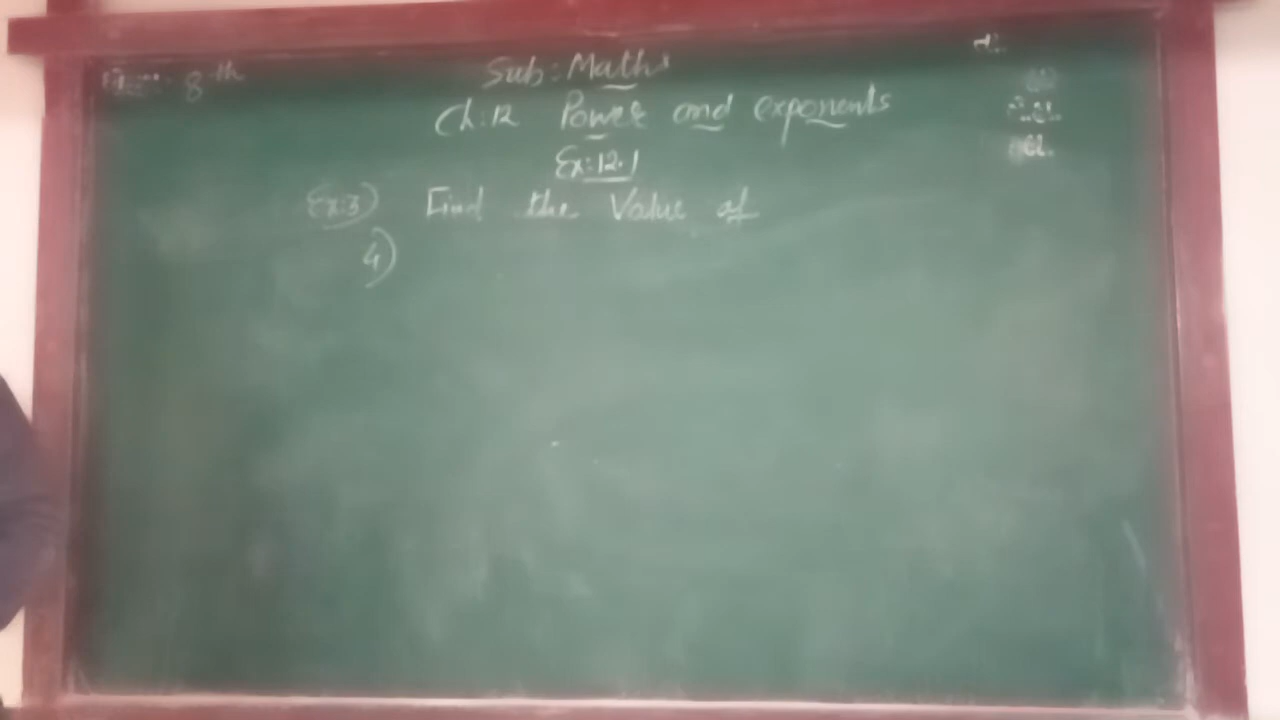 8th
Sub: Maths
Ch:12 Power and exponents
Ex:12.1
Ex:3) Find the Value of
4)